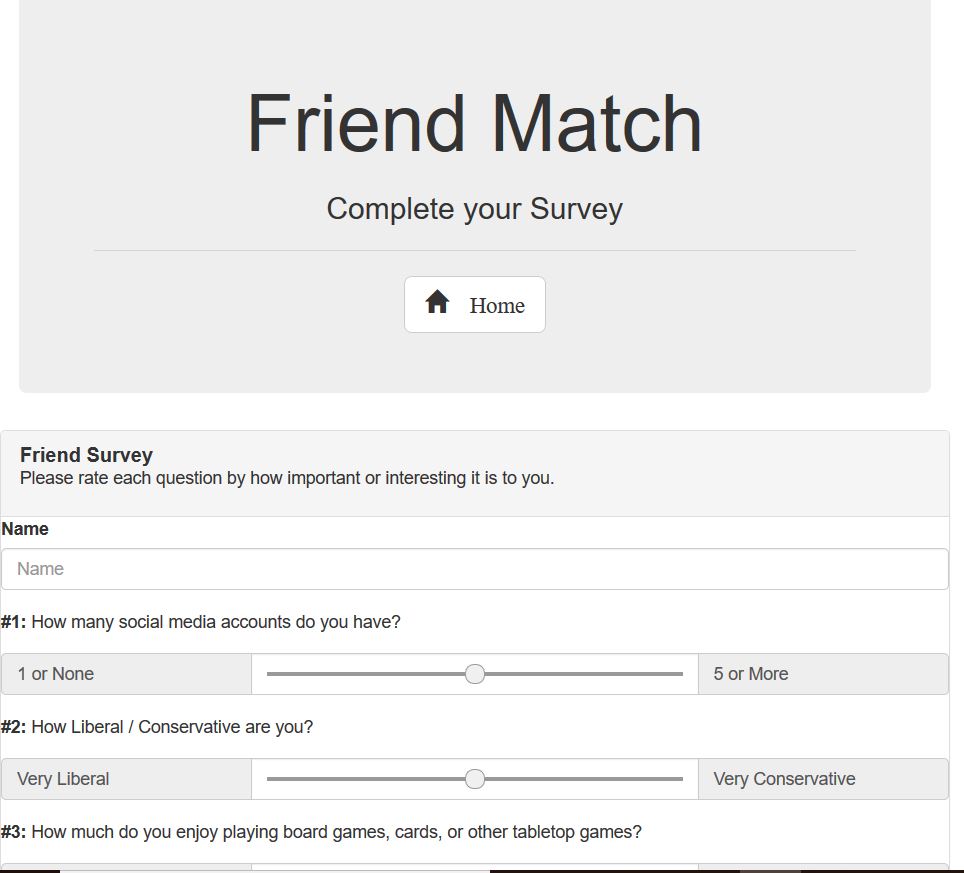 Friend Match
Complete your Survey
Home
Friend Survey
Please rate each question by how important or interesting it is to you.
Name
Name
#1: How many social media accounts do you have?
1 or None
5 or More
#2: How Liberal / Conservative are you?
Very Liberal
Very Conservative
#3: How much do you enjoy playing board games, cards, or other tabletop games?